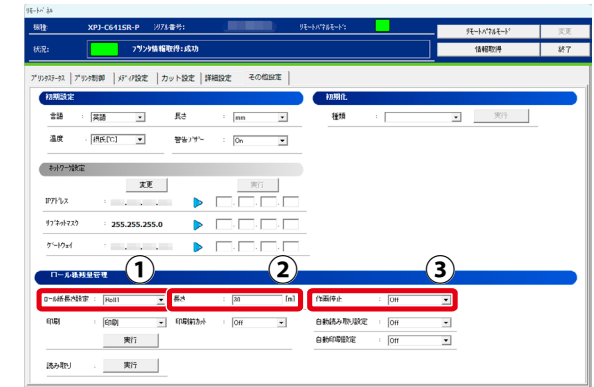 ﾘﾓｰﾄﾊﾟﾈﾙ
機種: XPJ-C641SR-P ｼﾘｱﾙ番号: ﾘﾓｰﾄﾊﾟﾈﾙﾓｰﾄﾞ: ﾘﾓｰﾄﾊﾟﾈﾙﾓｰﾄﾞ 変更
状況: ﾌﾟﾘﾝﾀ情報取得:成功 情報取得 終了
ﾌﾟﾘﾝﾀｽﾃｰﾀｽ ﾌﾟﾘﾝﾀ制御 ﾒﾃﾞｨｱ設定 カット設定 詳細設定 その他設定
初期設定 初期化
言語 : 英語 長さ : mm 種類 : 実行
温度 : 摂氏[℃] 警告ﾌﾞｻﾞｰ : On
ﾈｯﾄﾜｰｸ設定
変更 実行
IPｱﾄﾞﾚｽ : . . . . . .
ｻﾌﾞﾈｯﾄﾏｽｸ : 255.255.255.0 . . .
ｹﾞｰﾄｳｪｲ : . . . . . .
ロール紙残量管理 ① ② ③
ﾛｰﾙ紙長さ設定 : Roll1 長さ : 30 [m] 作画停止 : Off
印刷 : 印刷 印刷前ｶｯﾄ : Off 自動読み取り設定 : Off
実行 自動印刷設定 : Off
読み取り : 実行